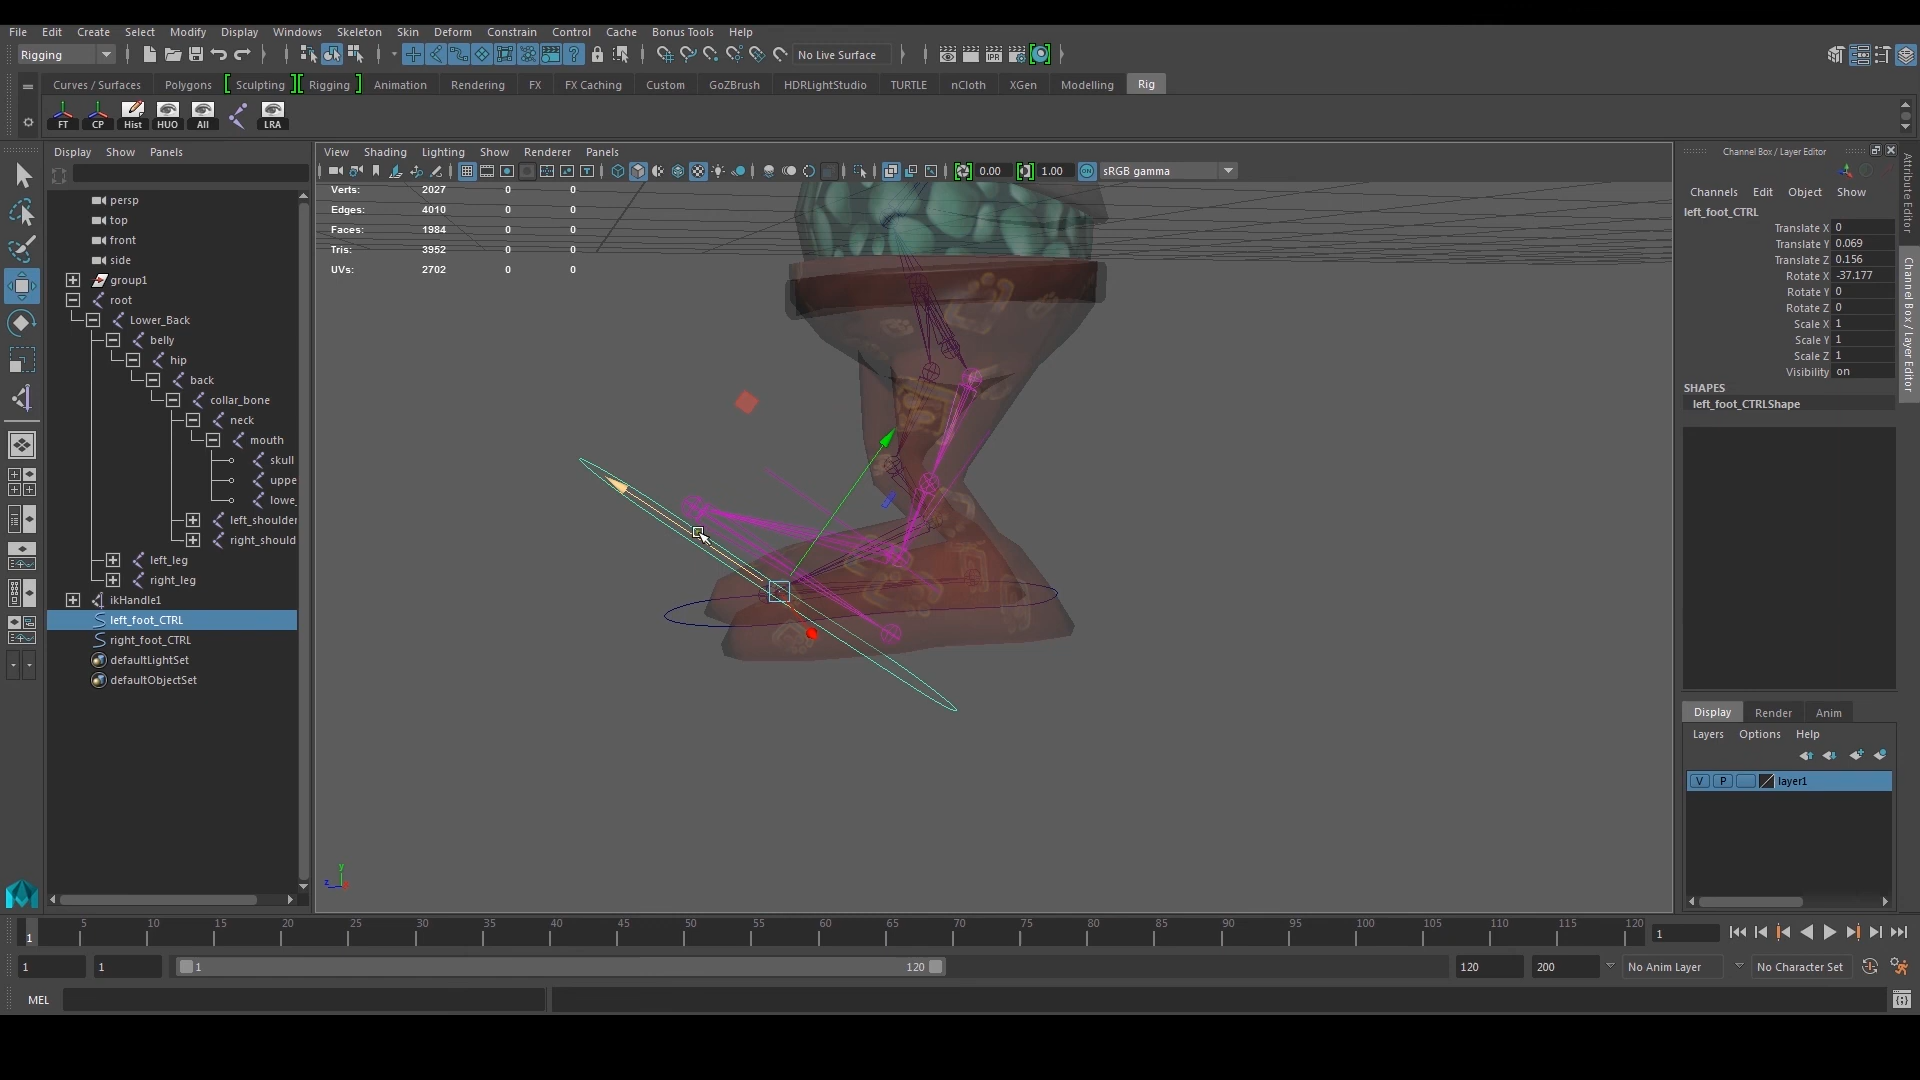 File Edit Create Select Modify Display Windows Skeleton Skin Deform Constrain Control Cache Bonus Tools Help
Rigging No Live Surface
Curves / Surfaces Polygons Sculpting Rigging Animation Rendering FX FX Caching Custom GoZBrush HDRLightStudio TURTLE nCloth XGen Modelling Rig
FT CP Hist HUO All LRA
Display Show Panels
View Shading Lighting Show Renderer Panels
0.00 1.00 ON sRGB gamma
Verts: 2027 0 0
Edges: 4010 0 0
Faces: 1984 0 0
Tris: 3952 0 0
UVs: 2702 0 0
persp
top
front
side
group1
root
Lower_Back
belly
hip
back
collar_bone
neck
mouth
skull
uppe
lowe_
left_shoulder
right_should
left_leg
right_leg
ikHandle1
left_foot_CTRL
right_foot_CTRL
defaultLightSet
defaultObjectSet
y
z
Channel Box / Layer Editor
Channels Edit Object Show
left_foot_CTRL
Translate X 0
Translate Y 0.069
Translate Z 0.156
Rotate X -37.177
Rotate Y 0
Rotate Z 0
Scale X 1
Scale Y 1
Scale Z 1
Visibility on
SHAPES
left_foot_CTRLShape
Attribute Editor
Channel Box / Layer Editor
Display Render Anim
Layers Options Help
V P layer1
1 5 10 15 20 25 30 35 40 45 50 55 60 65 70 75 80 85 90 95 100 105 110 115 120 1
1 1 1 120 120 200 No Anim Layer No Character Set
MEL